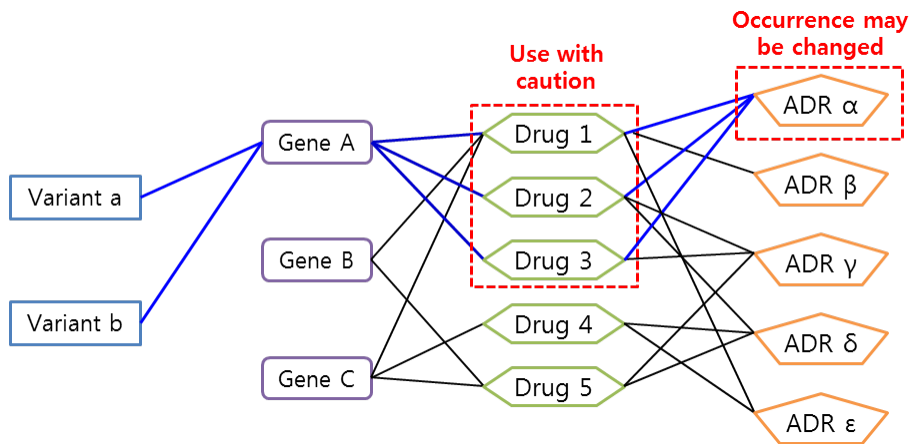 Occurrence may
be changed
Use with
caution
Variant a
Variant b
Gene A
Gene B
Gene C
Drug 1
Drug 2
Drug 3
Drug 4
Drug 5
ADR α
ADR β
ADR γ
ADR δ
ADR ε